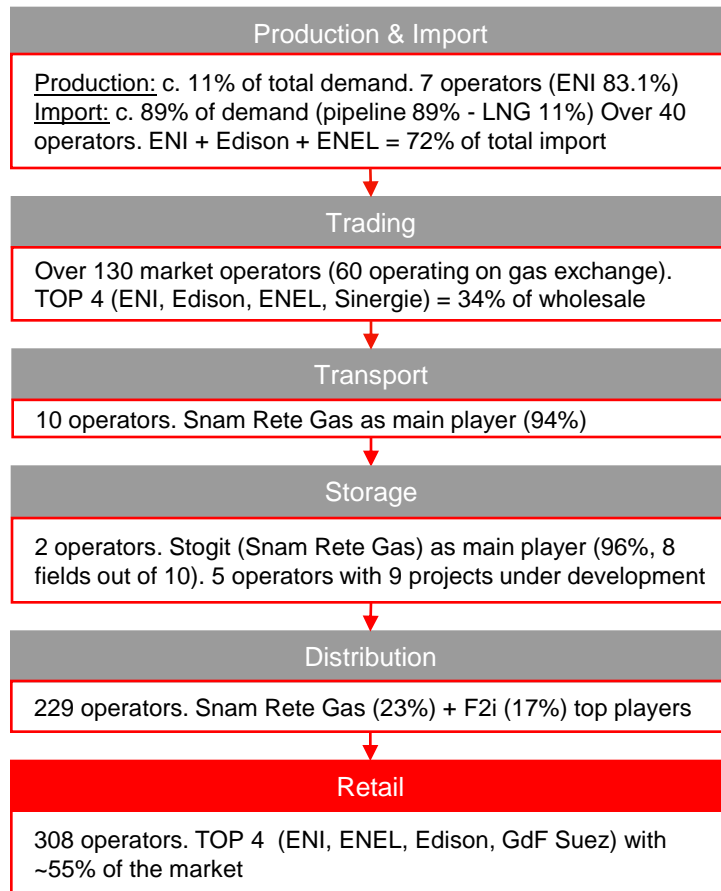 Production & Import
Production: c. 11% of total demand. 7 operators (ENI 83.1%)
Import: c. 89% of demand (pipeline 89% - LNG 11%) Over 40
operators. ENI + Edison + ENEL = 72% of total import
Trading
Over 130 market operators (60 operating on gas exchange).
TOP 4 (ENI, Edison, ENEL, Sinergie) = 34% of wholesale
Transport
10 operators. Snam Rete Gas as main player (94%)
Storage
2 operators. Stogit (Snam Rete Gas) as main player (96%, 8
fields out of 10). 5 operators with 9 projects under development
Distribution
229 operators. Snam Rete Gas (23%) + F2i (17%) top players
Retail
308 operators. TOP 4 (ENI, ENEL, Edison, GdF Suez) with
~55% of the market